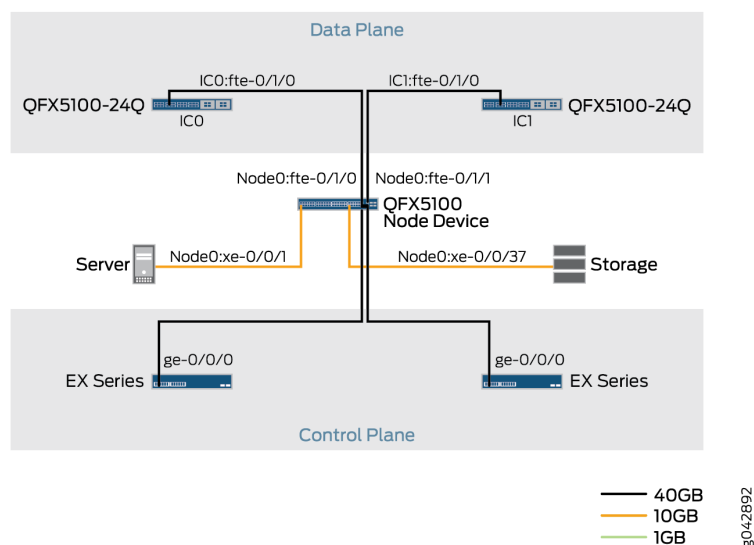 Data Plane
IC0:fte-0/1/0
IC1:fte-0/1/0
QFX5100-24Q
QFX5100-24Q
IC0
IC1
Node0:fte-0/1/0
Node0:fte-0/1/1
QFX5100
Node Device
Server
Node0:xe-0/0/1
Node0:xe-0/0/37
Storage
ge-0/0/0
ge-0/0/0
EX Series
EX Series
Control Plane
40GB
10GB
1GB
g042892